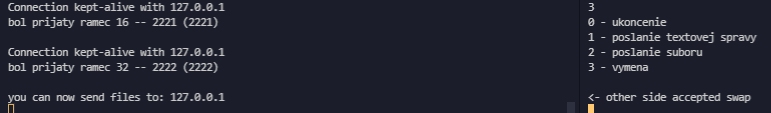 Connection kept-alive with 127.0.0.1
bol prijaty ramec 16 -- 2221 (2221)
Connection kept-alive with 127.0.0.1
bol prijaty ramec 32 -- 2222 (2222)
you can now send files to: 127.0.0.1
3
0 - ukoncenie
1 - poslanie textovej spravy
2 - poslanie suboru
3 - vymena
<- other side accepted swap